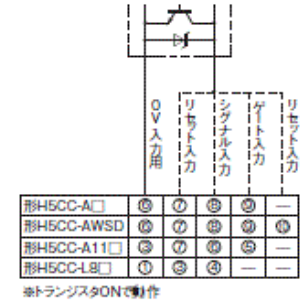 0V入力用
リセット入力
シグナル入力
ゲート入力
リセット入力
形H5CC-A□ ⑥ ⑦ ⑧ ⑨ —
形H5CC-AWSD ⑥ ⑦ ⑧ ⑨ ⑩
形H5CC-A11□ ③ ⑦ ⑥ ⑤ —
形H5CC-L8□ ① ③ ④ — —
※トランジスタONで動作